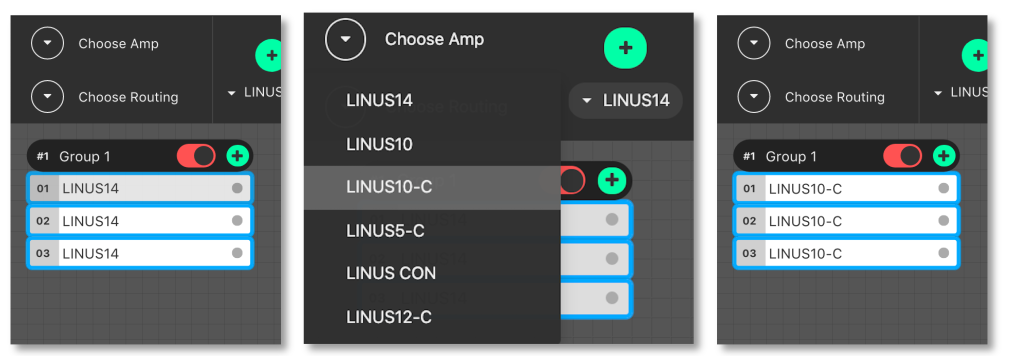 Choose Amp
Choose Routing
LINUS
#1 Group 1
01 LINUS14
02 LINUS14
03 LINUS14
Choose Amp
LINUS14
LINUS14
LINUS10
LINUS10-C
LINUS5-C
LINUS CON
LINUS12-C
Choose Amp
Choose Routing
LINUS
#1 Group 1
01 LINUS10-C
02 LINUS10-C
03 LINUS10-C